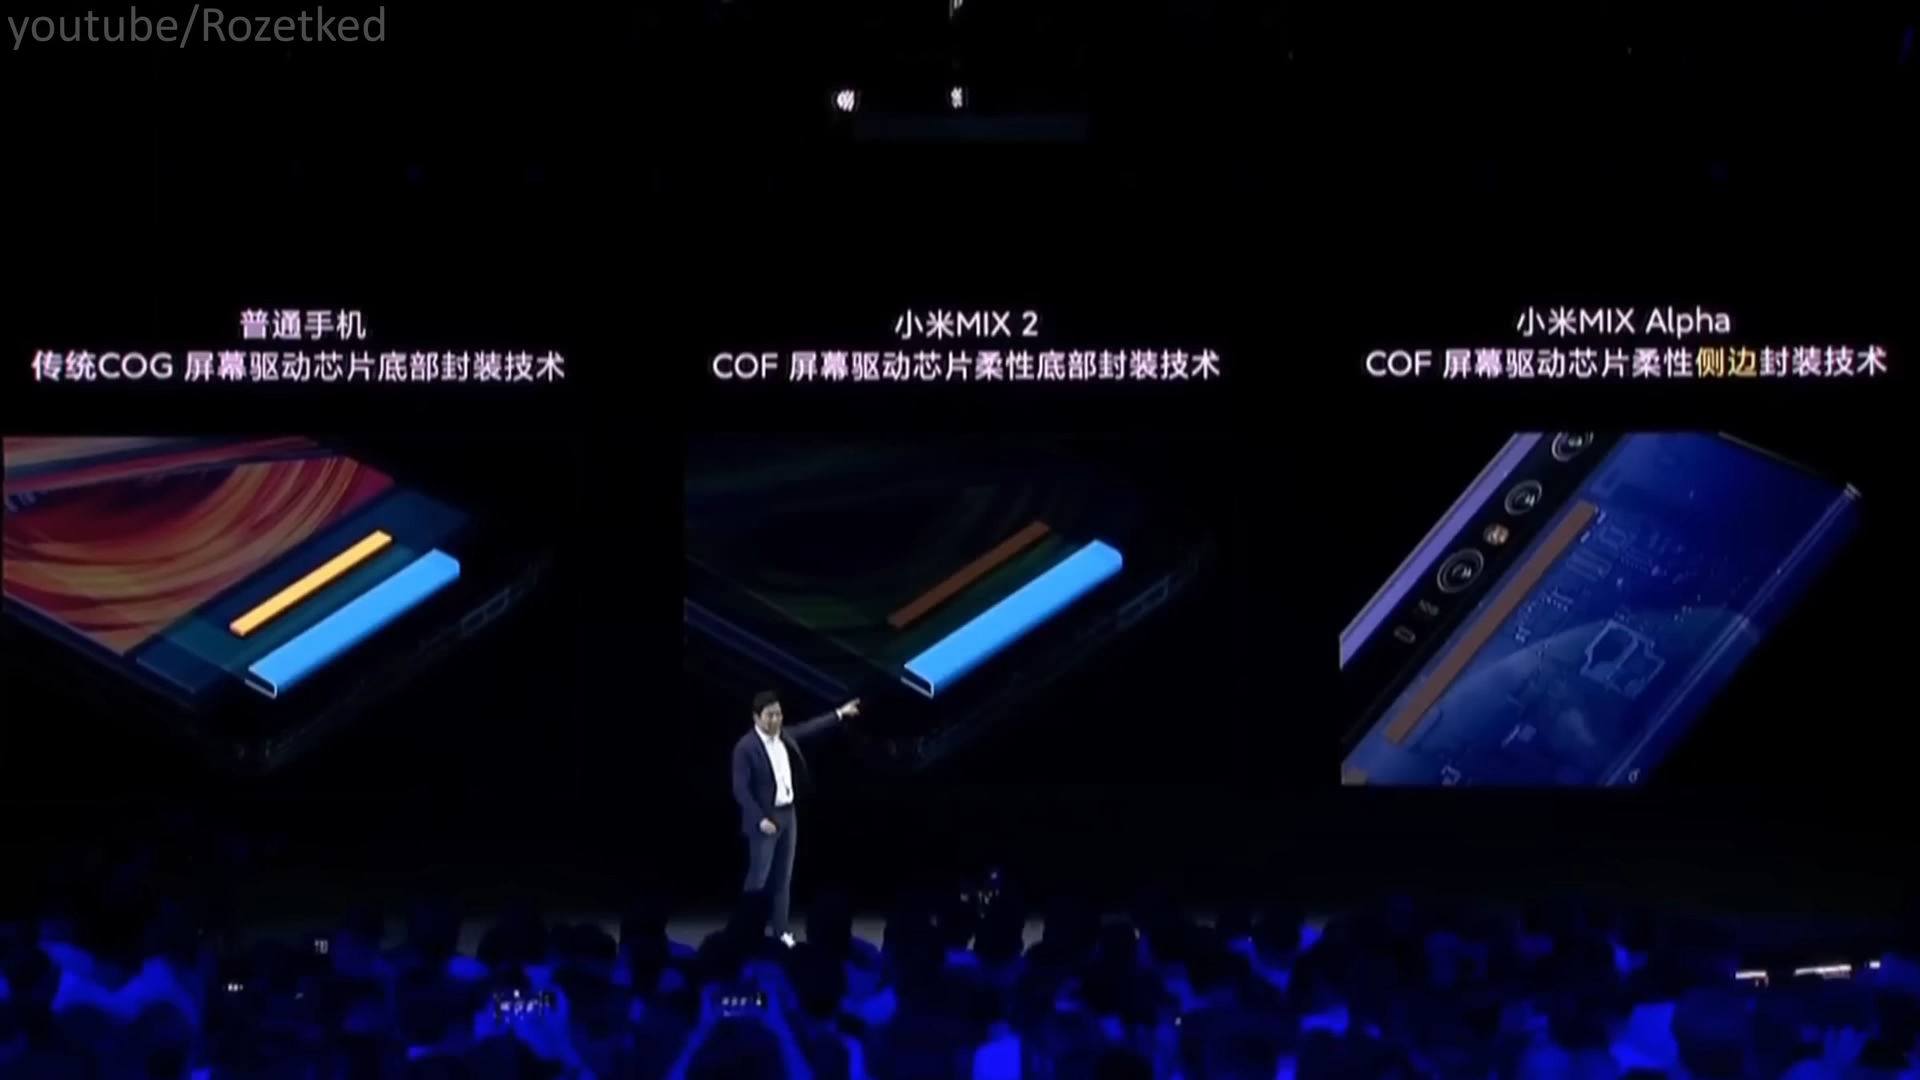 youtube/Rozetked
普通手机
传统COG 屏幕驱动芯片底部封装技术
小米MIX 2
COF 屏幕驱动芯片柔性底部封装技术
小米MIX Alpha
COF 屏幕驱动芯片柔性侧边封装技术